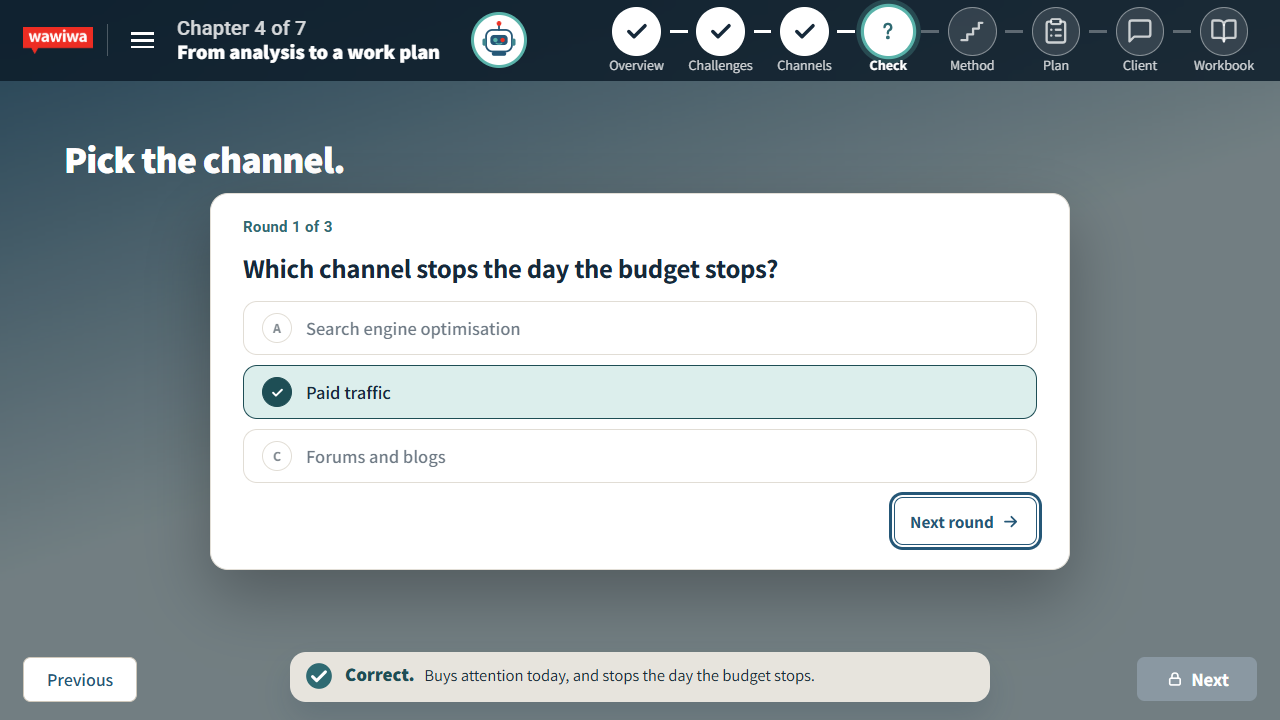 wawiwa
Chapter 4 of 7
From analysis to a work plan
Overview
Challenges
Channels
?
Check
Method
Plan
Client
Workbook
Pick the channel.
Round 1 of 3
Which channel stops the day the budget stops?
A Search engine optimisation
Paid traffic
C Forums and blogs
Next round
Previous
Correct. Buys attention today, and stops the day the budget stops.
Next